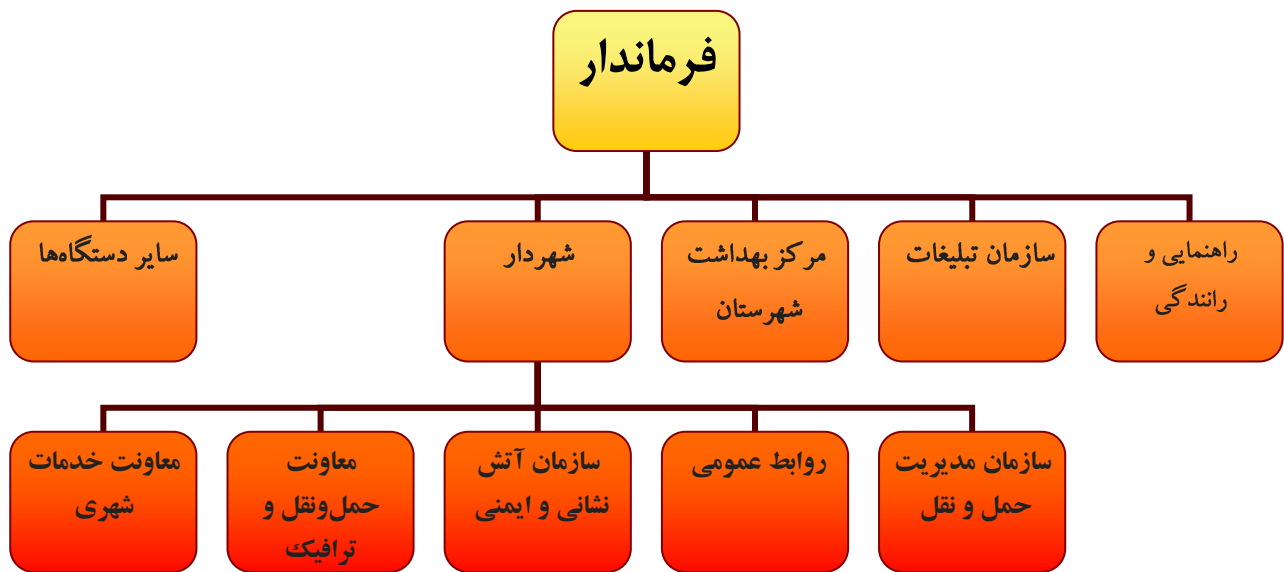 فرماندار
راهنمایی و
رانندگی
سازمان تبلیغات
مرکز بهداشت
شهرستان
شهردار
سایر دستگاه‌ها
سازمان مدیریت
حمل و نقل
روابط عمومی
سازمان آتش
نشانی و ایمنی
معاونت
حمل‌ونقل و
ترافیک
معاونت خدمات
شهری